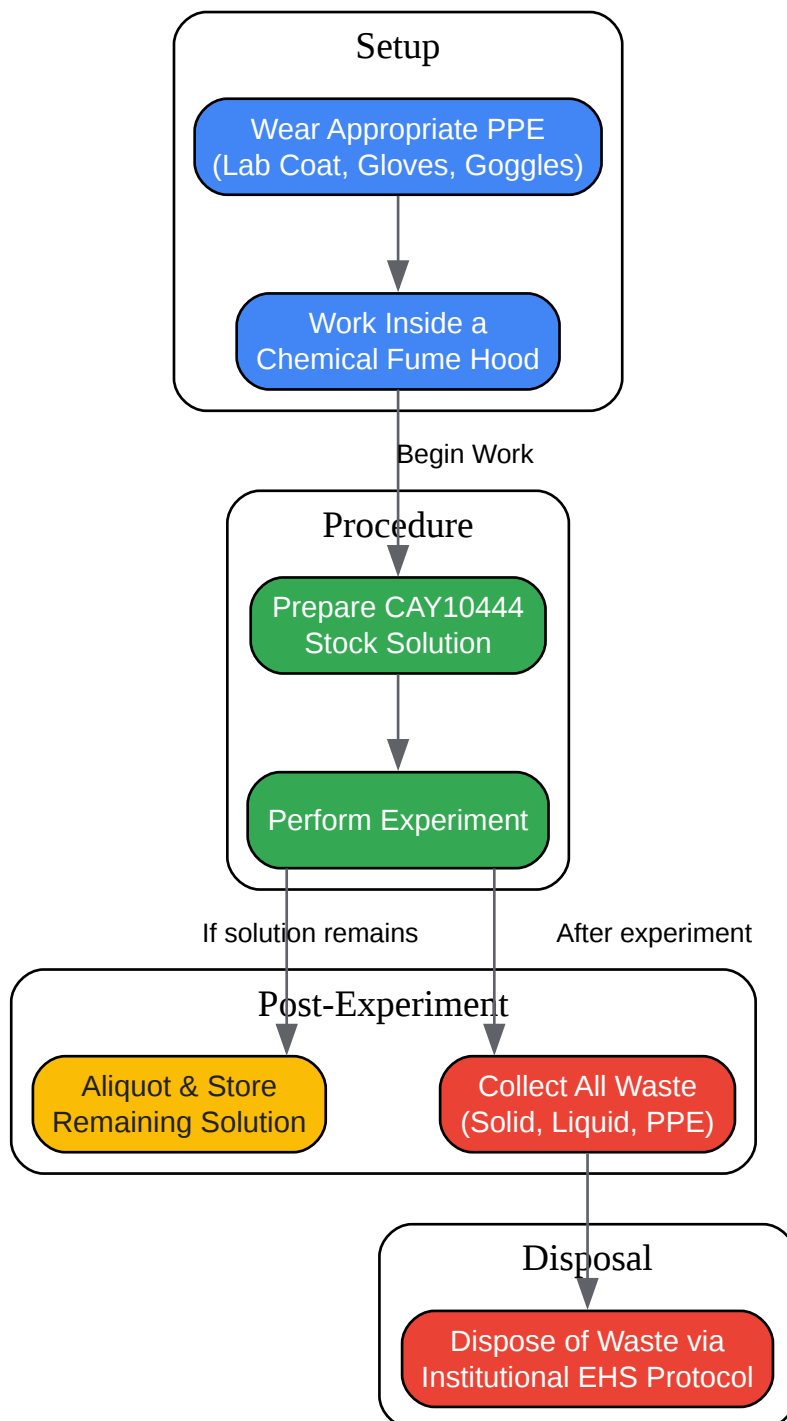 Setup
Wear Appropriate PPE
(Lab Coat, Gloves, Goggles)
Work Inside a
Chemical Fume Hood
Begin Work
Procedure
Prepare CAY10444
Stock Solution
Perform Experiment
If solution remains
After experiment
Post-Experiment
Aliquot & Store
Remaining Solution
Collect All Waste
(Solid, Liquid, PPE)
Disposal
Dispose of Waste via
Institutional EHS Protocol